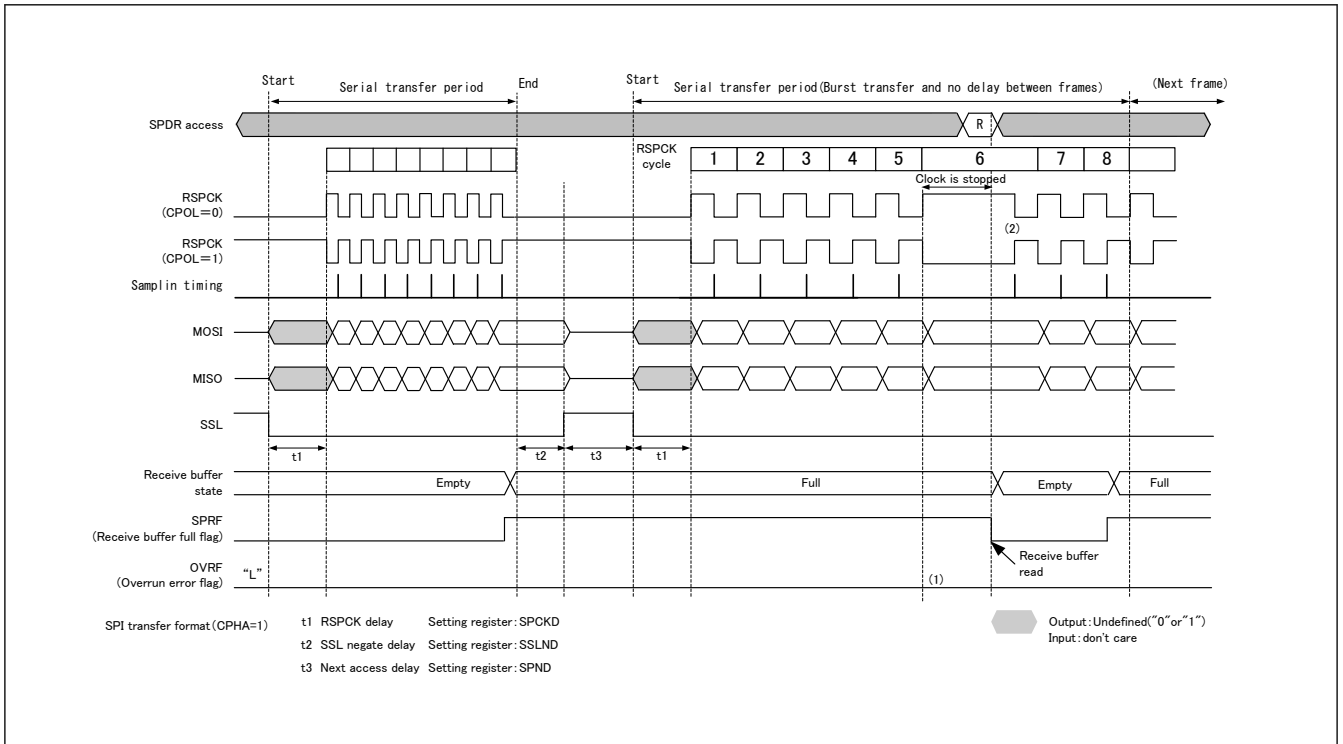 Start
Serial transfer period
End
Start
Serial transfer period(Burst transfer and no delay between frames)
(Next frame)
SPDR access
R
RSPCK
cycle
1 2 3 4 5 6 7 8
Clock is stopped
RSPCK
(CPOL=0)
(2)
RSPCK
(CPOL=1)
Samplin timing
MOSI
MISO
SSL
t1 t2 t3 t1
Receive buffer
state
Empty Full Empty Full
SPRF
(Receive buffer full flag)
Receive buffer
read
OVRF
(Overrun error flag)
“L”
(1)
SPI transfer format(CPHA=1)
t1 RSPCK delay Setting register:SPCKD
t2 SSL negate delay Setting register:SSLND
t3 Next access delay Setting register:SPND
Output:Undefined("0"or"1")
Input:don't care